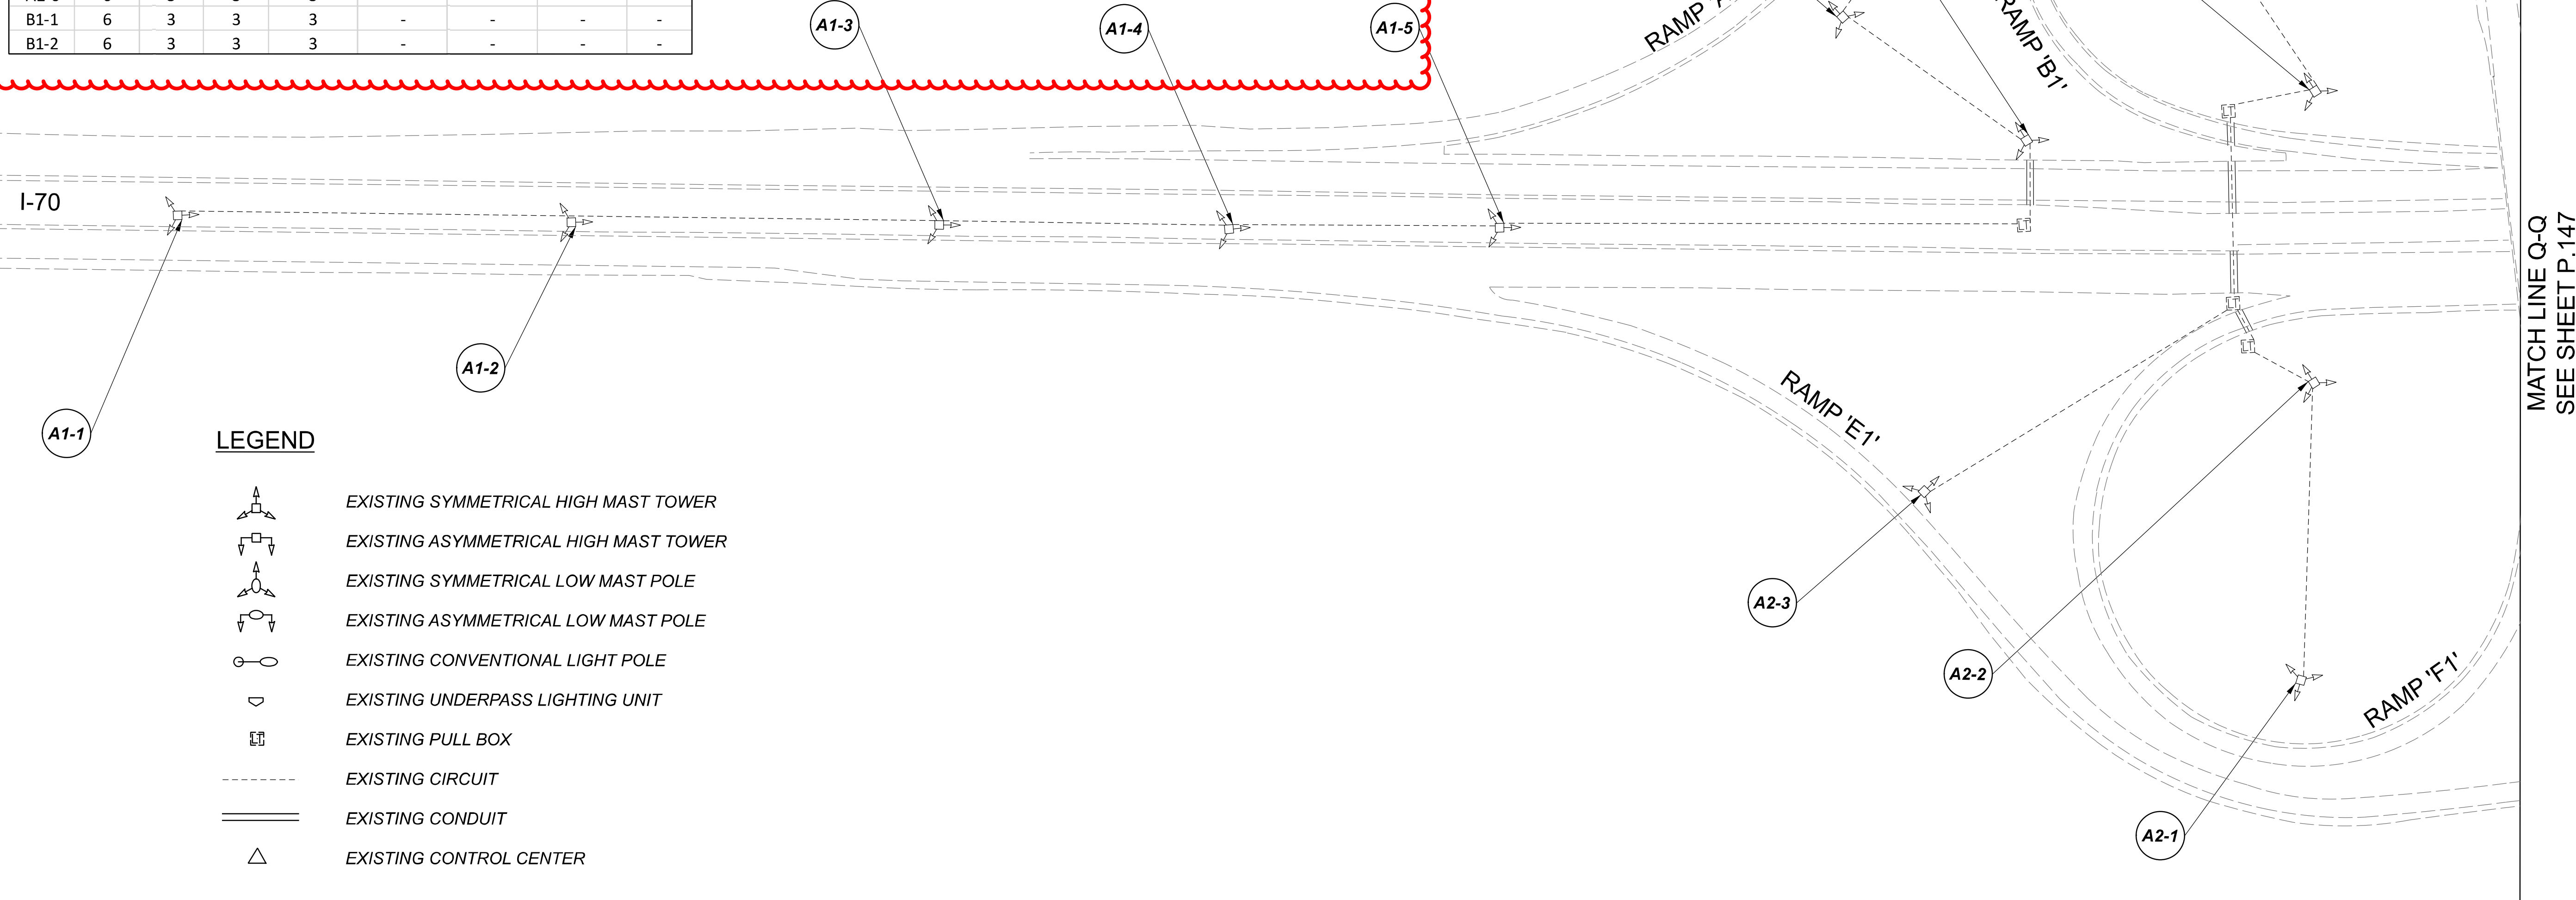 B1-1 6 3 3 3 - - - -
B1-2 6 3 3 3 - - - -
A1-3
A1-4
A1-5
RAMP
RAMP 'B1'
I-70
A1-1
A1-2
MATCH LINE Q-Q
SEE SHEET P.147
RAMP 'E1'
A2-3
A2-2
RAMP 'F1'
A2-1
LEGEND
EXISTING SYMMETRICAL HIGH MAST TOWER
EXISTING ASYMMETRICAL HIGH MAST TOWER
EXISTING SYMMETRICAL LOW MAST POLE
EXISTING ASYMMETRICAL LOW MAST POLE
EXISTING CONVENTIONAL LIGHT POLE
EXISTING UNDERPASS LIGHTING UNIT
EXISTING PULL BOX
EXISTING CIRCUIT
EXISTING CONDUIT
EXISTING CONTROL CENTER